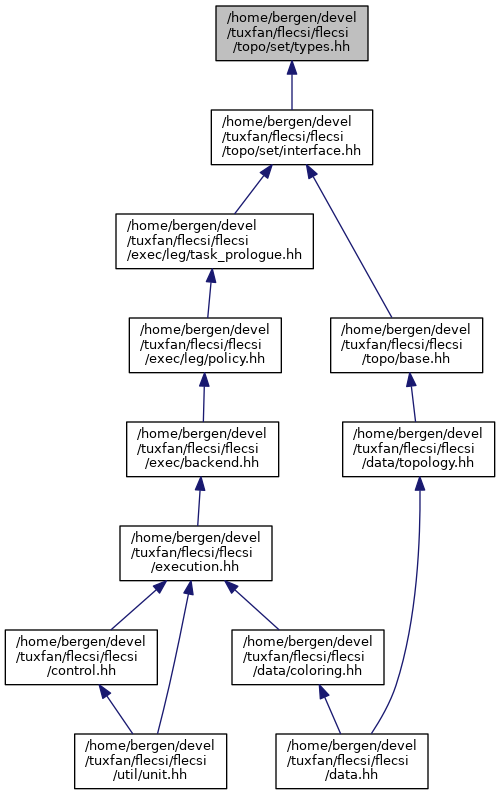 /home/bergen/devel
/tuxfan/flecsi/flecsi
/topo/set/types.hh
/home/bergen/devel
/tuxfan/flecsi/flecsi
/topo/set/interface.hh
/home/bergen/devel
/tuxfan/flecsi/flecsi
/exec/leg/task_prologue.hh
/home/bergen/devel
/tuxfan/flecsi/flecsi
/exec/leg/policy.hh
/home/bergen/devel
/tuxfan/flecsi/flecsi
/topo/base.hh
/home/bergen/devel
/tuxfan/flecsi/flecsi
/exec/backend.hh
/home/bergen/devel
/tuxfan/flecsi/flecsi
/data/topology.hh
/home/bergen/devel
/tuxfan/flecsi/flecsi
/execution.hh
/home/bergen/devel
/tuxfan/flecsi/flecsi
/control.hh
/home/bergen/devel
/tuxfan/flecsi/flecsi
/data/coloring.hh
/home/bergen/devel
/tuxfan/flecsi/flecsi
/util/unit.hh
/home/bergen/devel
/tuxfan/flecsi/flecsi
/data.hh